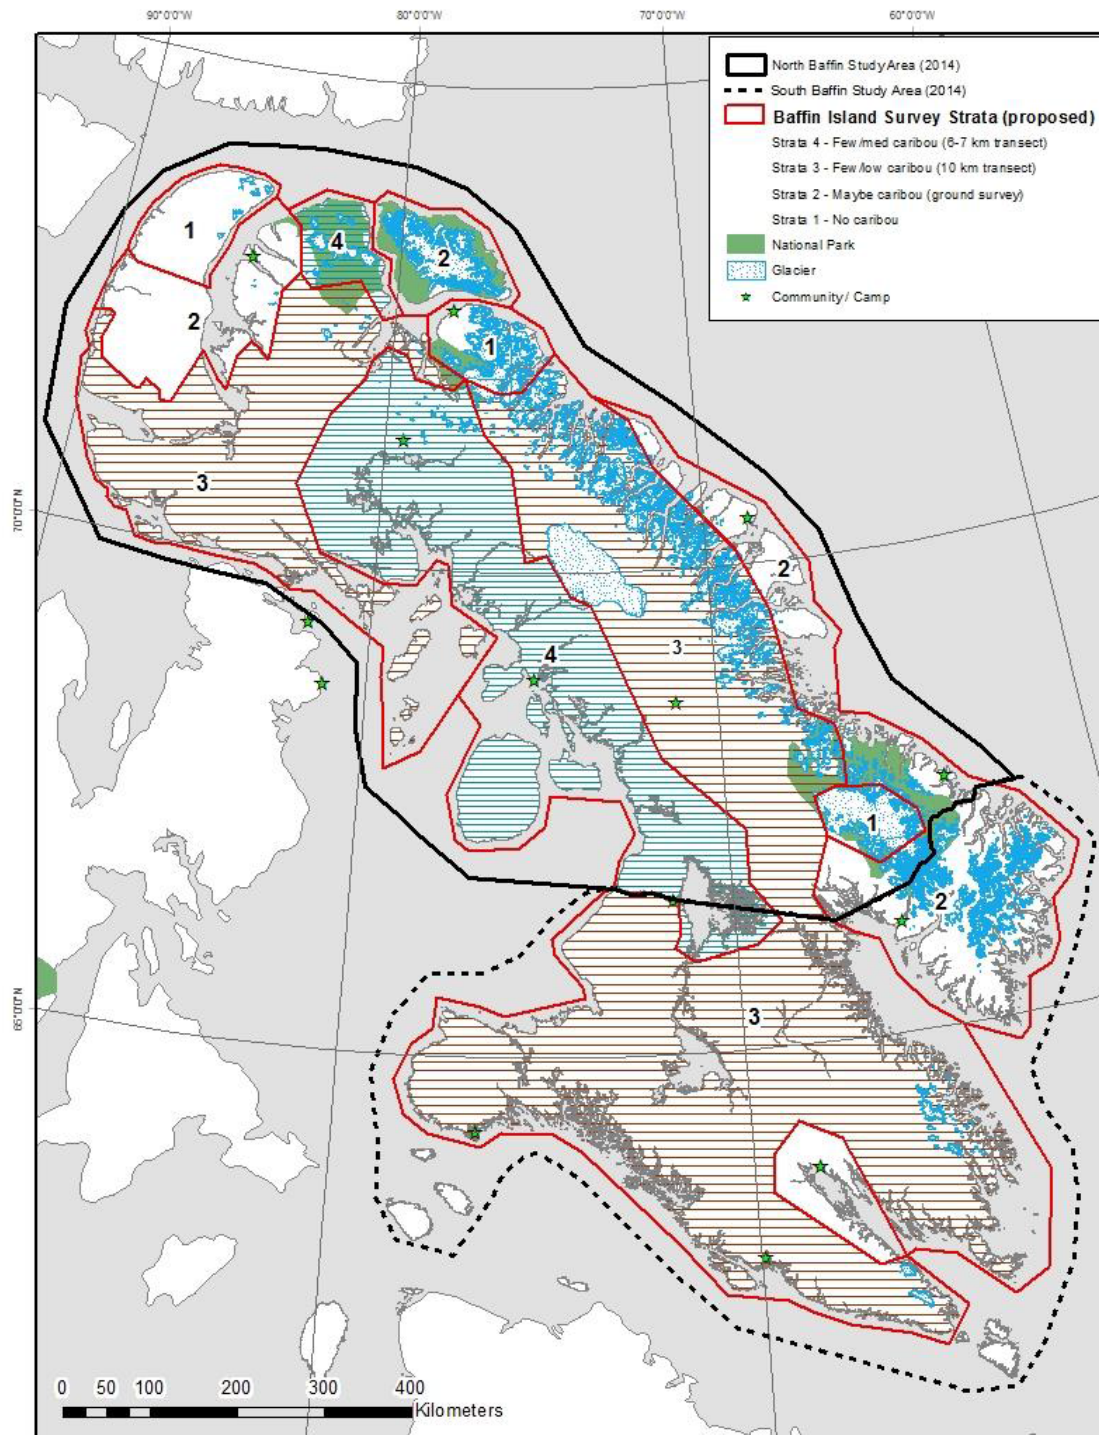 90°0'0"W 80°0'0"W 70°0'0"W 60°0'0"W
North Baffin Study Area (2014)
South Baffin Study Area (2014)
Baffin Island Survey Strata (proposed)
Strata 4 - Few/med caribou (6-7 km transect)
Strata 3 - Few/low caribou (10 km transect)
Strata 2 - Maybe caribou (ground survey)
Strata 1 - No caribou
National Park
Glacier
Community / Camp
1
4
2
2
1
3
70°0'0"N
2
3
4
1
2
65°0'0"N
3
0 50 100 200 300 400
Kilometers